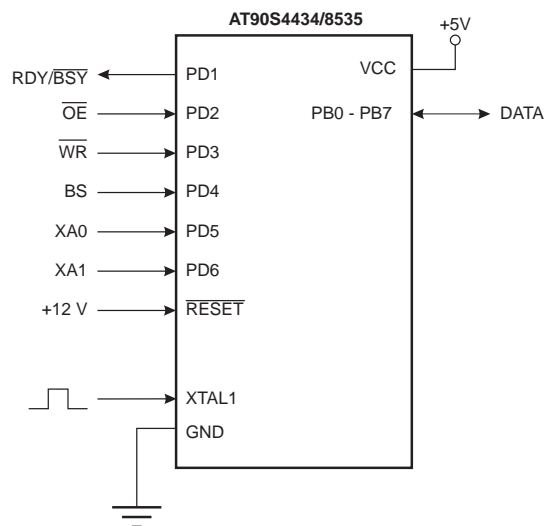 AT90S4434/8535
+5V
RDY/BSY PD1 VCC
OE PD2 PB0 - PB7 DATA
WR PD3
BS PD4
XA0 PD5
XA1 PD6
+12 V RESET
XTAL1
GND